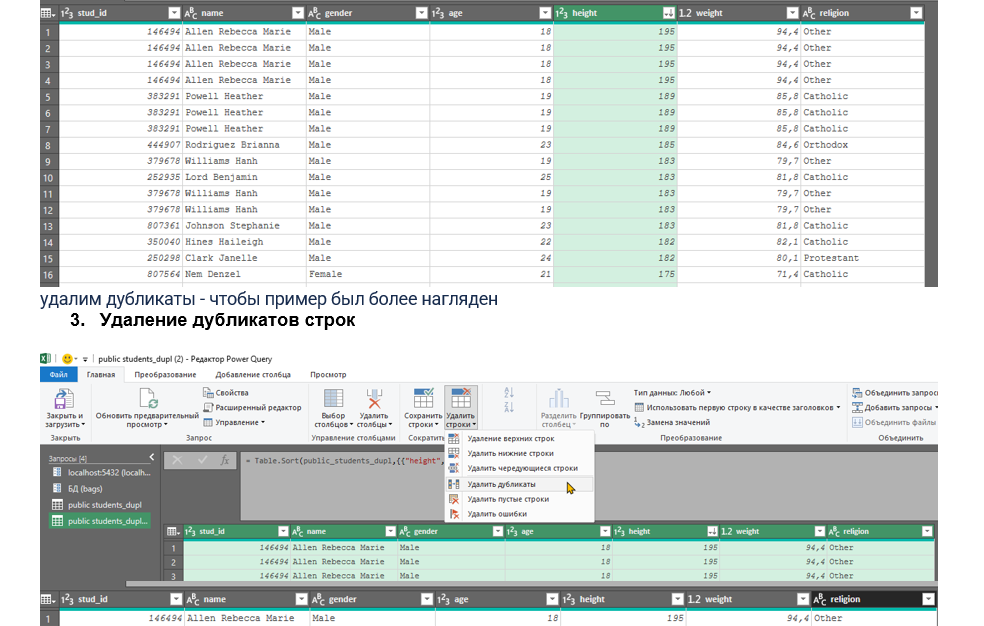 1²3 stud_id ABC name ABC gender 1²3 age 1²3 height 1.2 weight ABC religion
1 146494 Allen Rebecca Marie Male 18 195 94,4 Other
2 146494 Allen Rebecca Marie Male 18 195 94,4 Other
3 146494 Allen Rebecca Marie Male 18 195 94,4 Other
4 146494 Allen Rebecca Marie Male 18 195 94,4 Other
5 383291 Powell Heather Male 19 189 85,8 Catholic
6 383291 Powell Heather Male 19 189 85,8 Catholic
7 383291 Powell Heather Male 19 189 85,8 Catholic
8 444907 Rodriguez Brianna Male 23 185 84,6 Orthodox
9 379678 Williams Hanh Male 19 183 79,7 Other
10 252935 Lord Benjamin Male 25 183 81,8 Catholic
11 379678 Williams Hanh Male 19 183 79,7 Other
12 379678 Williams Hanh Male 19 183 79,7 Other
13 807361 Johnson Stephanie Male 23 183 81,8 Catholic
14 350040 Hines Haileigh Male 22 182 82,1 Catholic
15 250298 Clark Janelle Male 24 182 80,1 Protestant
16 807564 Nem Denzel Female 21 175 71,4 Catholic
удалим дубликаты - чтобы пример был более нагляден
3. Удаление дубликатов строк
public students_dupl (2) - Редактор Power Query
Файл Главная Преобразование Добавление столбца Просмотр
Закрыть и загрузить
Закрыть
Обновить предварительный просмотр
Свойства
Расширенный редактор
Управление
Запрос
Выбор столбцов
Удалить столбцы
Управление столбцами
Сохранить строки
Удалить строки
Сократить
Разделить столбец
Группировать по
Тип данных: Любой
Использовать первую строку в качестве заголовков
Замена значений
Преобразование
Объединить запрос
Добавить запросы
Объединить файлы
Объединить
Удаление верхних строк
Удалить нижние строки
Удалить чередующиеся строки
Удалить дубликаты
Удалить пустые строки
Удалить ошибки
Запросы [4]
localhost:5432 (localh...
БД (bags)
public students_dupl
public students_dupl...
fx = Table.Sort(public_students_dupl,{{"height",
1²3 stud_id ABC name ABC gender 1²3 age 1²3 height 1.2 weight ABC religion
1 146494 Allen Rebecca Marie Male 18 195 94,4 Other
2 146494 Allen Rebecca Marie Male 18 195 94,4 Other
3 146494 Allen Rebecca Marie Male 18 195 94,4 Other
1²3 stud_id ABC name ABC gender 1²3 age 1²3 height 1.2 weight ABC religion
1 146494 Allen Rebecca Marie Male 18 195 94,4 Other